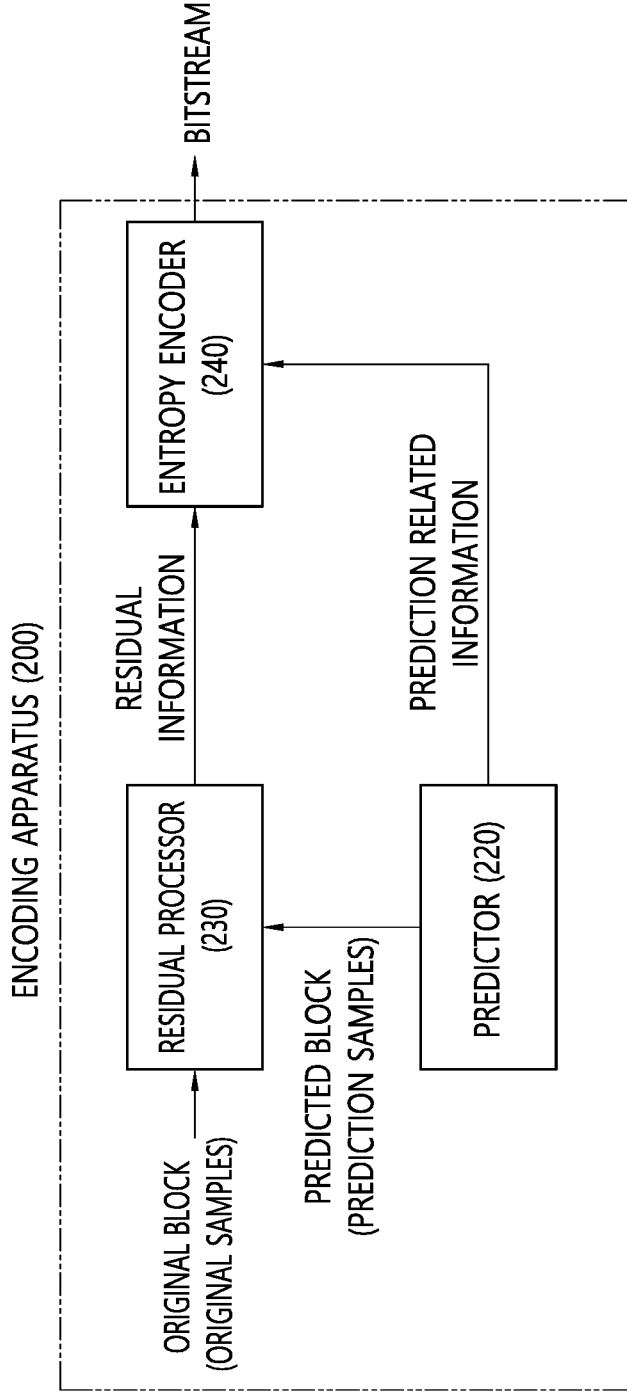 ENCODING APPARATUS (200)
ORIGINAL BLOCK
(ORIGINAL SAMPLES)
RESIDUAL PROCESSOR
(230)
RESIDUAL
INFORMATION
ENTROPY ENCODER
(240)
BITSTREAM
PREDICTED BLOCK
(PREDICTION SAMPLES)
PREDICTOR (220)
PREDICTION RELATED
INFORMATION